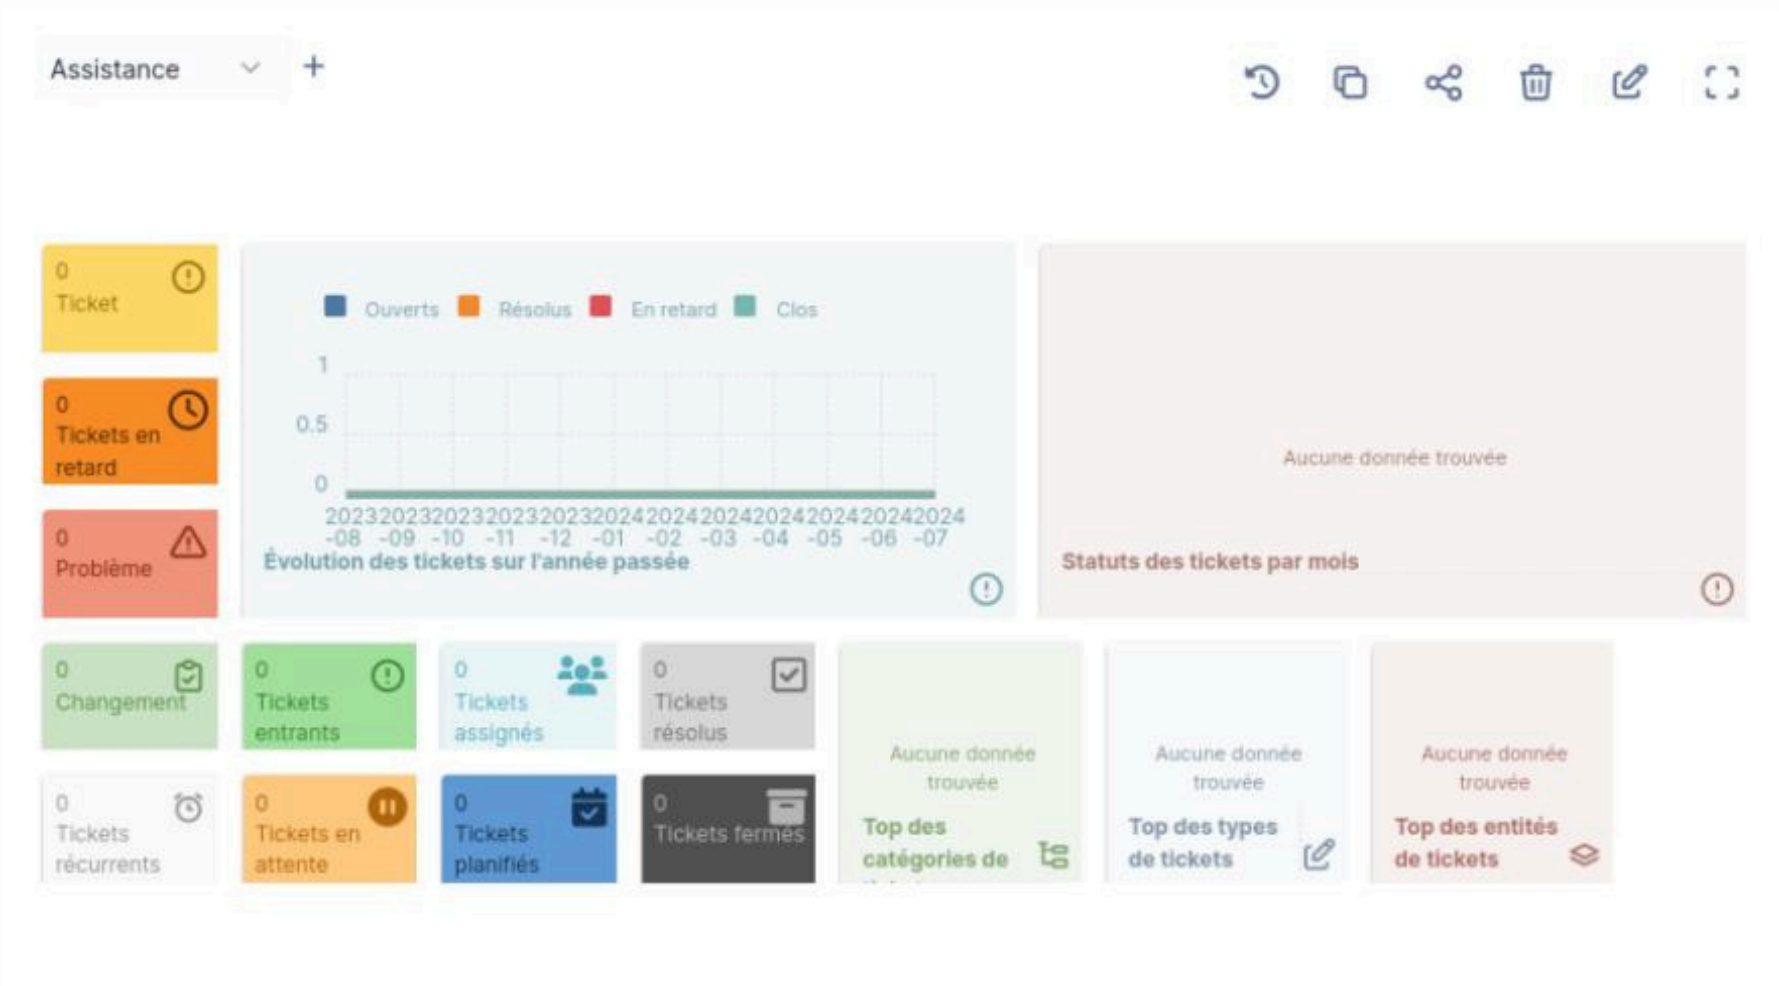 Assistance
0
Ticket
0
Tickets en
retard
0
Problème
Ouverts Résolus En retard Clos
1
0.5
0
2023 2023 2023 2023 2023 2024 2024 2024 2024 2024 2024 2024
-08 -09 -10 -11 -12 -01 -02 -03 -04 -05 -06 -07
Évolution des tickets sur l'année passée
Aucune donnée trouvée
Statuts des tickets par mois
0
Changement
0
Tickets
entrants
0
Tickets
assignés
0
Tickets
résolus
0
Tickets
récurrents
0
Tickets en
attente
0
Tickets
planifiés
0
Tickets fermés
Aucune donnée
trouvée
Top des
catégories de
Aucune donnée
trouvée
Top des types
de tickets
Aucune donnée
trouvée
Top des entités
de tickets